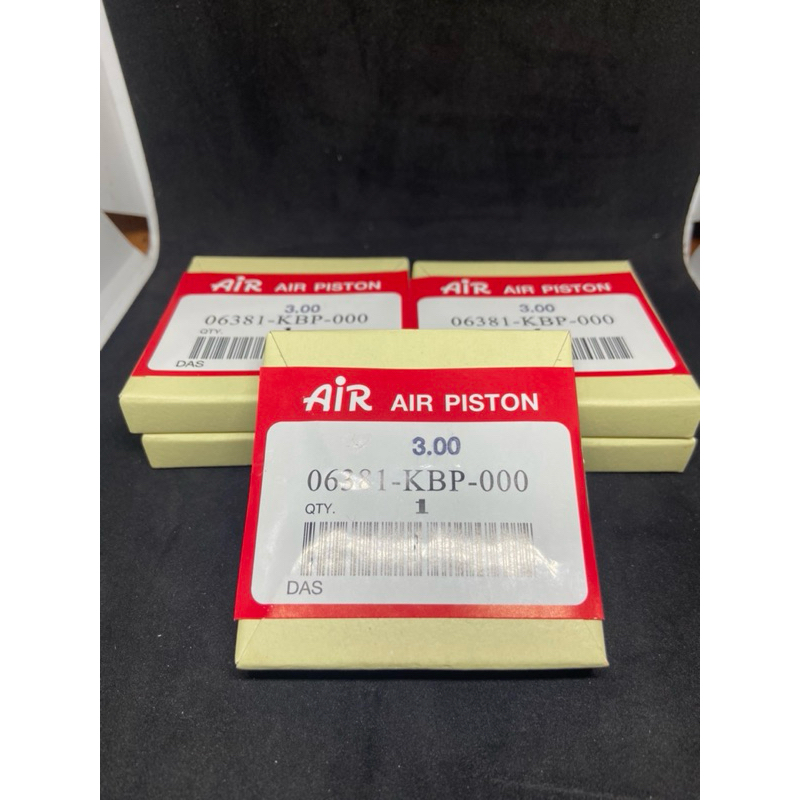 AiR AIR PISTON
3.00
06381-KBP-000
QTY.
DAS
AiR AIR PISTON
3.00
06381-KBP-000
AiR AIR PISTON
3.00
06381-KBP-000
QTY. 1
DAS